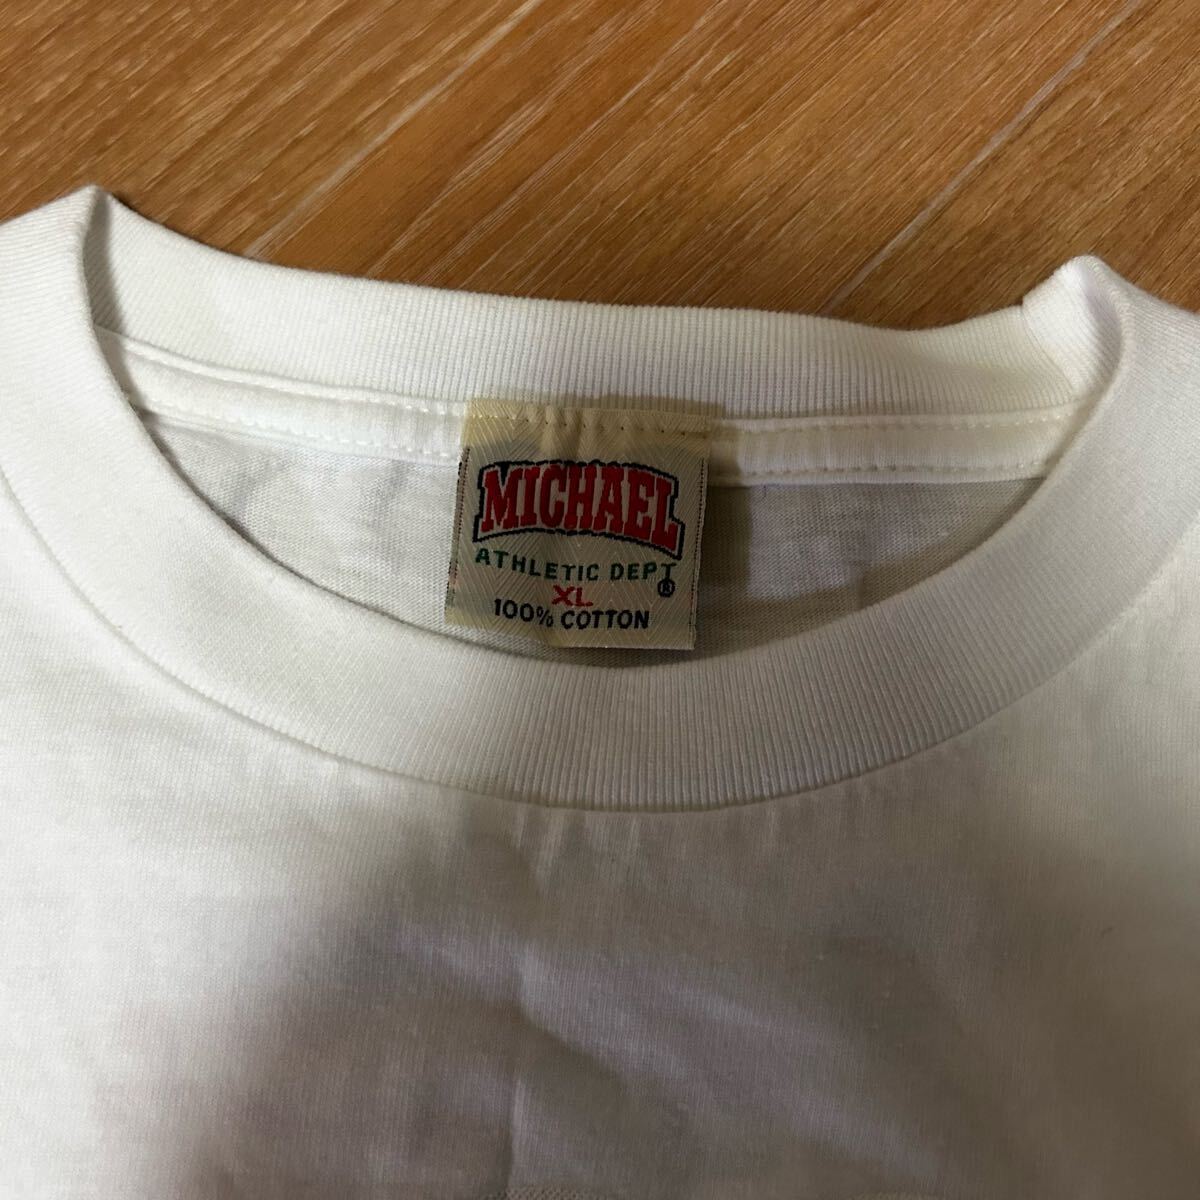 MICHAEL
ATHLETIC DEPT
XL ®
100% COTTON